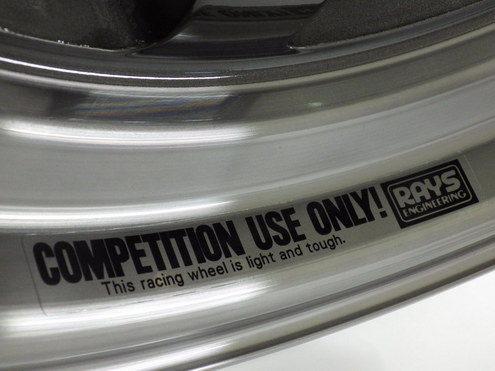 COMPETITION USE ONLY!
This racing wheel is light and tough.
RAYS
ENGINEERING